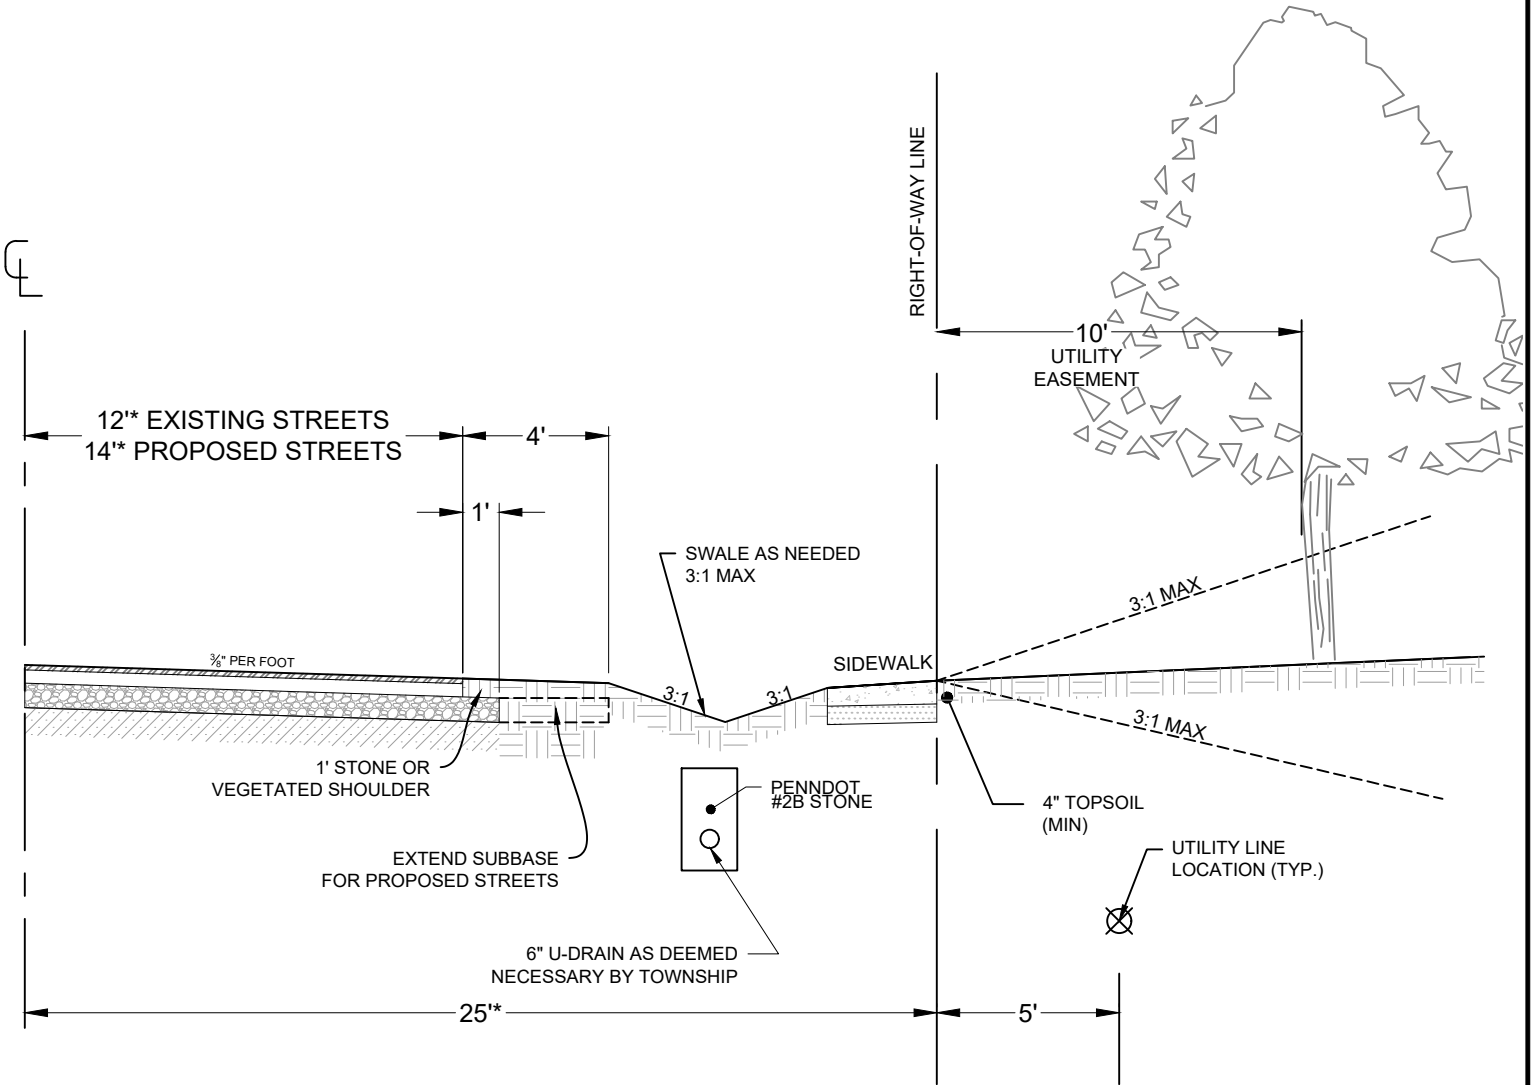 RIGHT-OF-WAY LINE
℄
10'
UTILITY
EASEMENT
12'* EXISTING STREETS
14'* PROPOSED STREETS
4'
1'
SWALE AS NEEDED
3:1 MAX
3:1 MAX
⅜" PER FOOT
SIDEWALK
3:1
3:1
3:1 MAX
1' STONE OR
VEGETATED SHOULDER
PENNDOT
#2B STONE
4" TOPSOIL
(MIN)
EXTEND SUBBASE
FOR PROPOSED STREETS
UTILITY LINE
LOCATION (TYP.)
6" U-DRAIN AS DEEMED
NECESSARY BY TOWNSHIP
25'*
5'